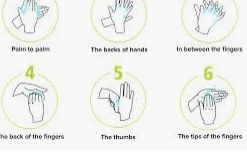 Palm to palm
The backs of hands
In between the fingers
4
5
6
he back of the fingers
The thumbs
The tips of the fingers